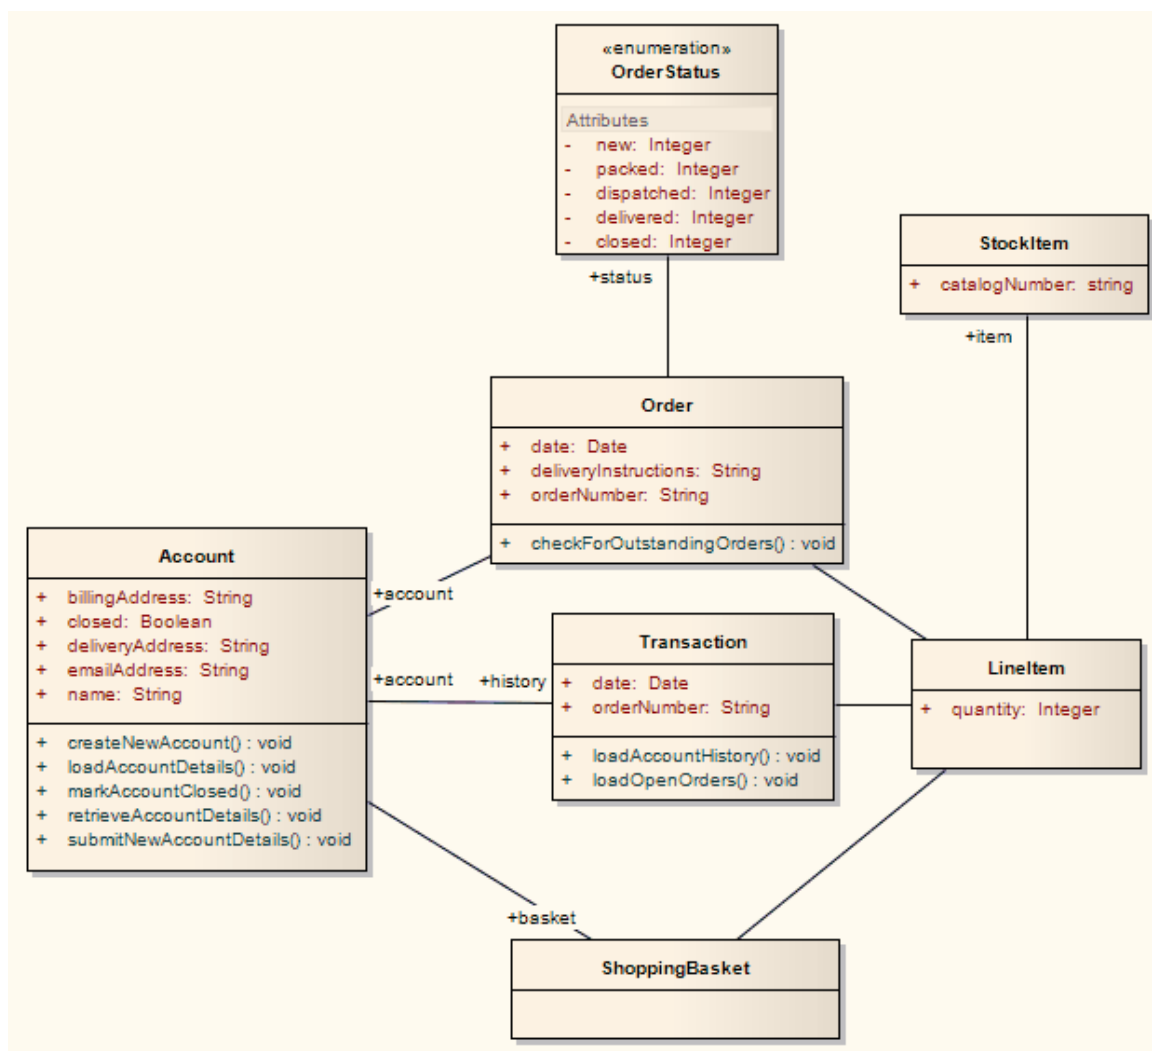 «enumeration»
OrderStatus
Attributes
- new: Integer
- packed: Integer
- dispatched: Integer
- delivered: Integer
- closed: Integer
+status
StockItem
+ catalogNumber: string
+item
Order
+ date: Date
+ deliveryInstructions: String
+ orderNumber: String
+ checkForOutstandingOrders() : void
Account
+ billingAddress: String
+ closed: Boolean
+ deliveryAddress: String
+ emailAddress: String
+ name: String
+ createNewAccount() : void
+ loadAccountDetails() : void
+ markAccountClosed() : void
+ retrieveAccountDetails() : void
+ submitNewAccountDetails() : void
+account
+account
+history
Transaction
+ date: Date
+ orderNumber: String
+ loadAccountHistory() : void
+ loadOpenOrders() : void
LineItem
+ quantity: Integer
+basket
ShoppingBasket